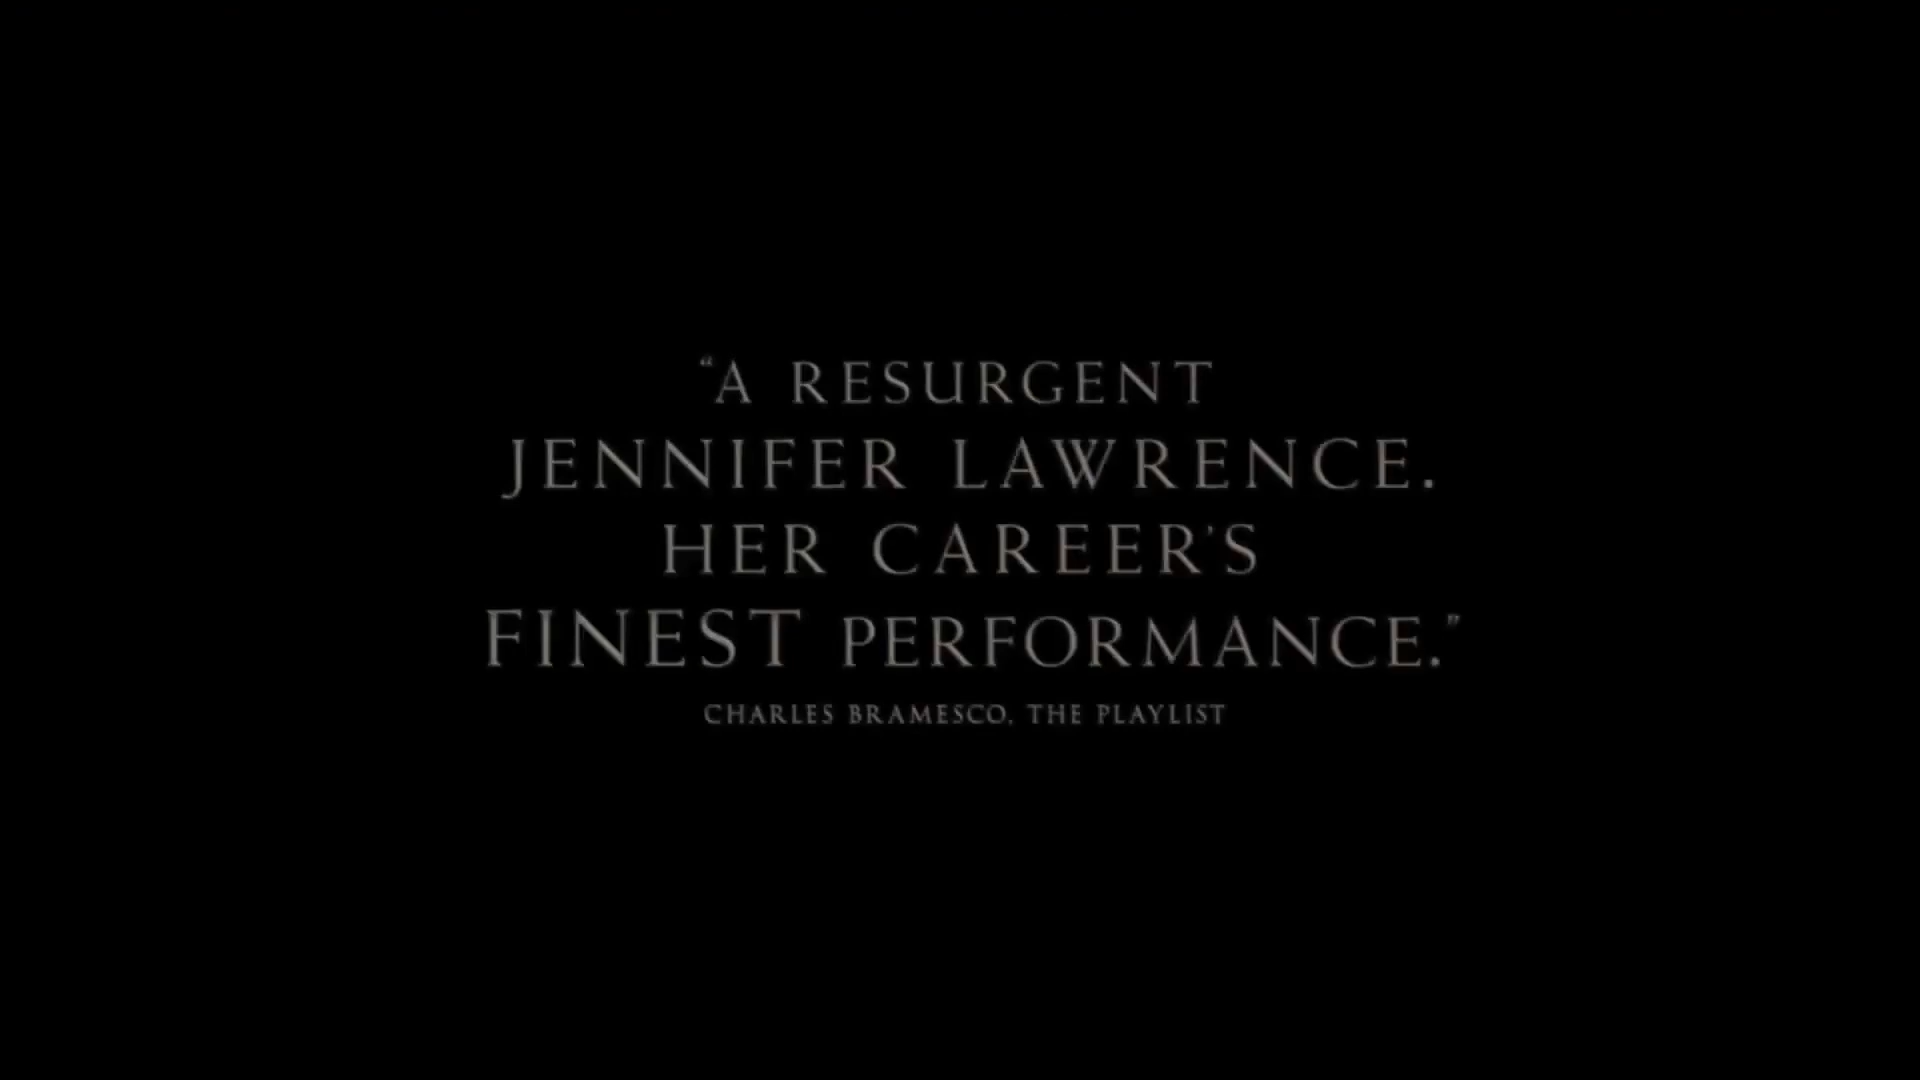 “A RESURGENT
JENNIFER LAWRENCE.
HER CAREER’S
FINEST PERFORMANCE.”
CHARLES BRAMESCO, THE PLAYLIST